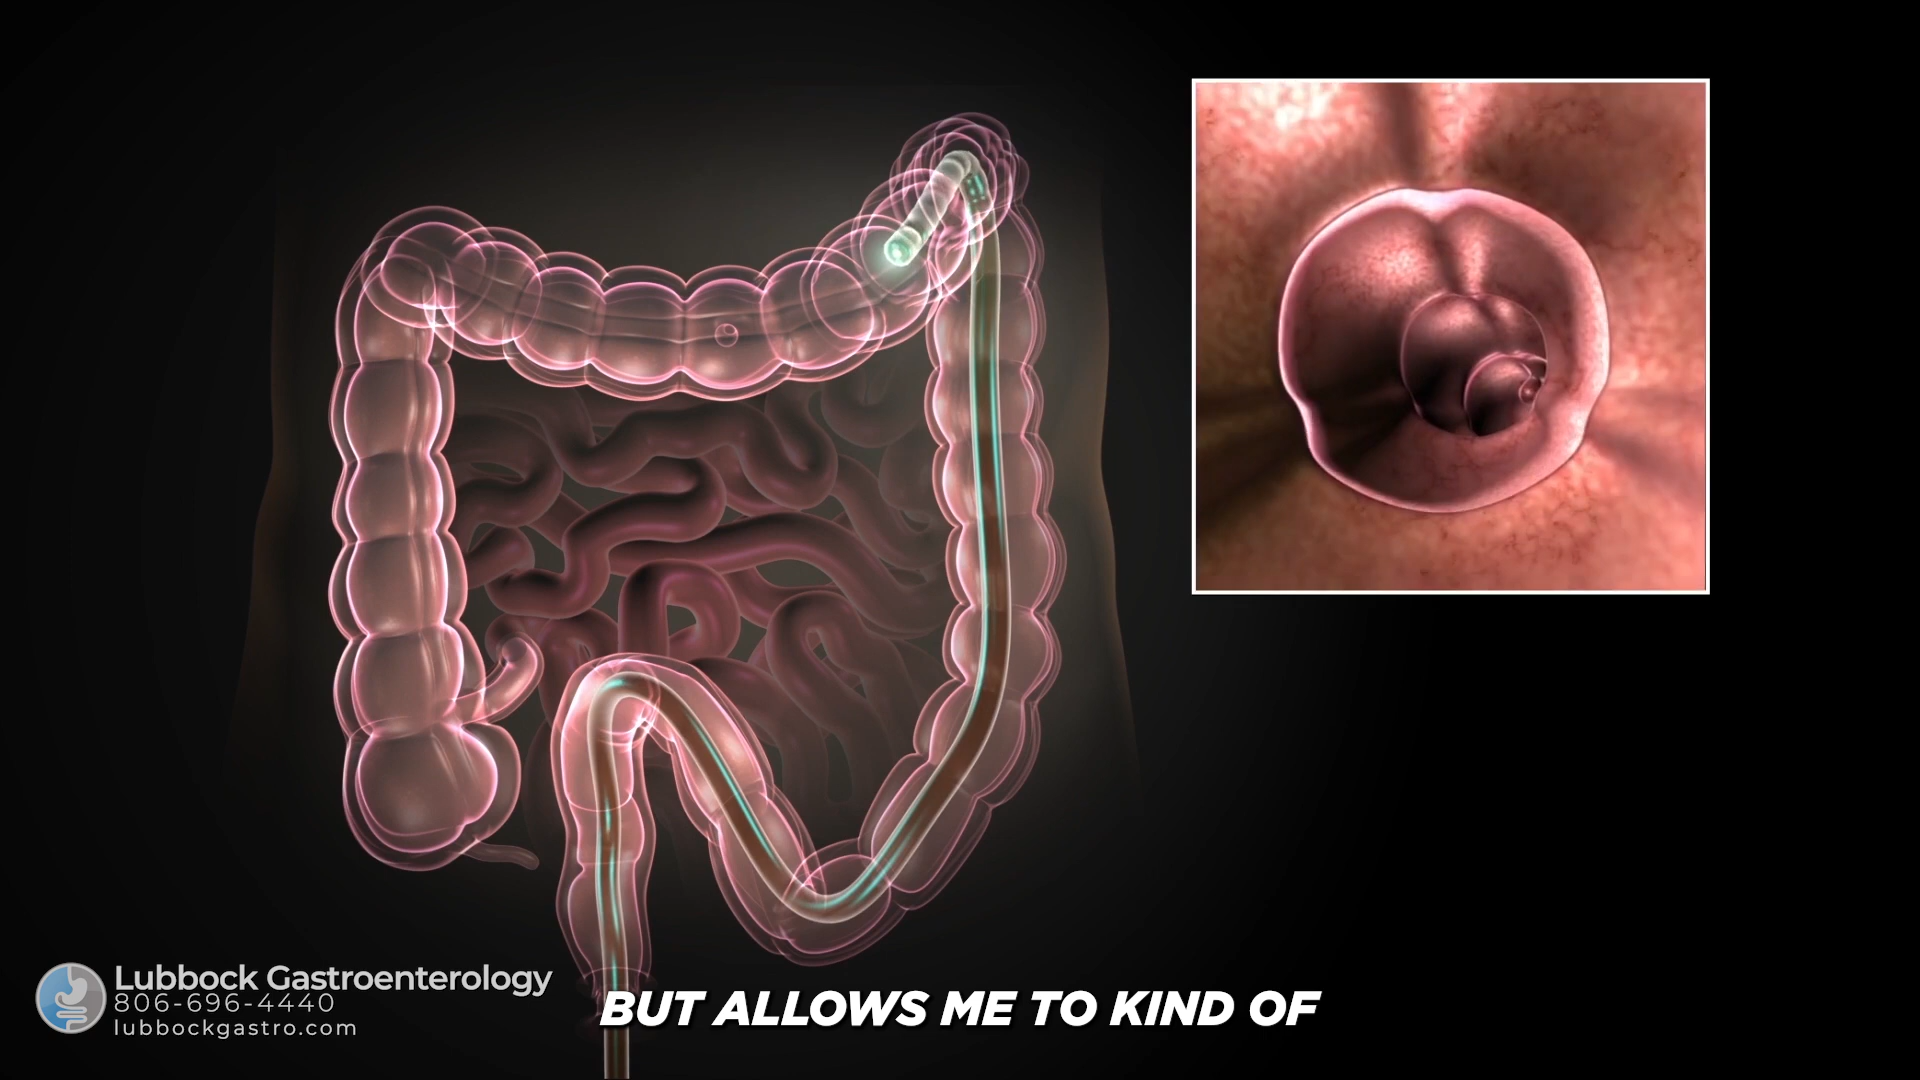 Lubbock Gastroenterology
806-696-4440
lubbockgastro.com
BUT ALLOWS ME TO KIND OF